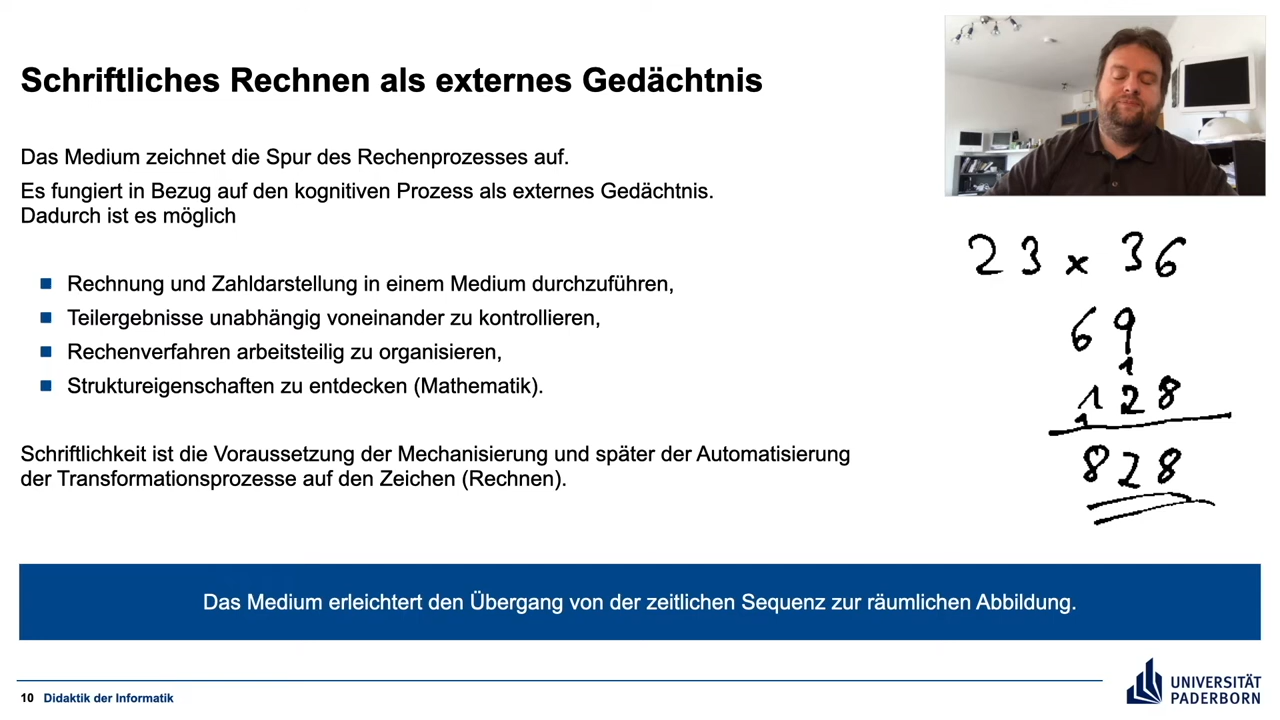 Schriftliches Rechnen als externes Gedächtnis
Das Medium zeichnet die Spur des Rechenprozesses auf.
Es fungiert in Bezug auf den kognitiven Prozess als externes Gedächtnis.
Dadurch ist es möglich
Rechnung und Zahldarstellung in einem Medium durchzuführen,
Teilergebnisse unabhängig voneinander zu kontrollieren,
Rechenverfahren arbeitsteilig zu organisieren,
Struktureigenschaften zu entdecken (Mathematik).
Schriftlichkeit ist die Voraussetzung der Mechanisierung und später der Automatisierung
der Transformationsprozesse auf den Zeichen (Rechnen).
23 x 36
69
1
128
1
828
Das Medium erleichtert den Übergang von der zeitlichen Sequenz zur räumlichen Abbildung.
10 Didaktik der Informatik
UNIVERSITÄT
PADERBORN